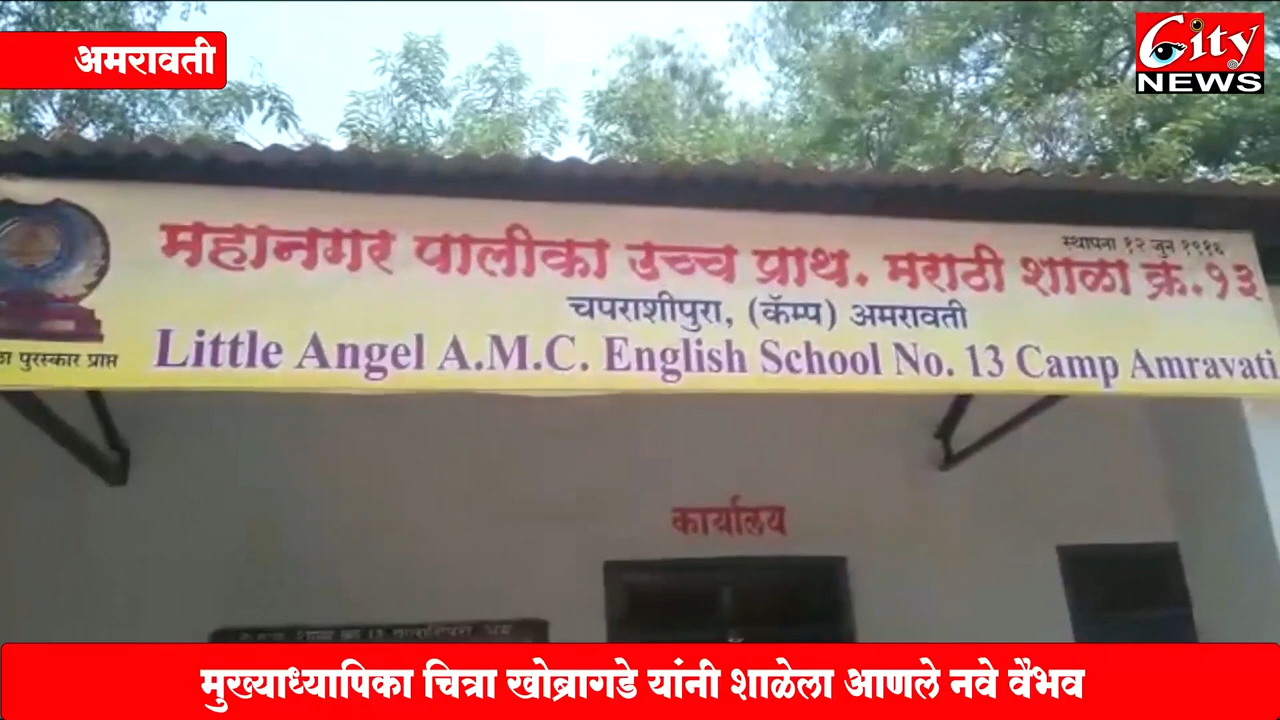 अमरावती
City
NEWS
स्थापना १२ जुन १९१६
महानगर पालीका उच्च प्राथ. मराठी शाळा क्र.१३
चपराशीपुरा, (कॅम्प) अमरावती
पुरस्कार प्राप्त
Little Angel A.M.C. English School No. 13 Camp Amravati
कार्यालय
मुख्याध्यापिका चित्रा खोब्रागडे यांनी शाळेला आणले नवे वैभव